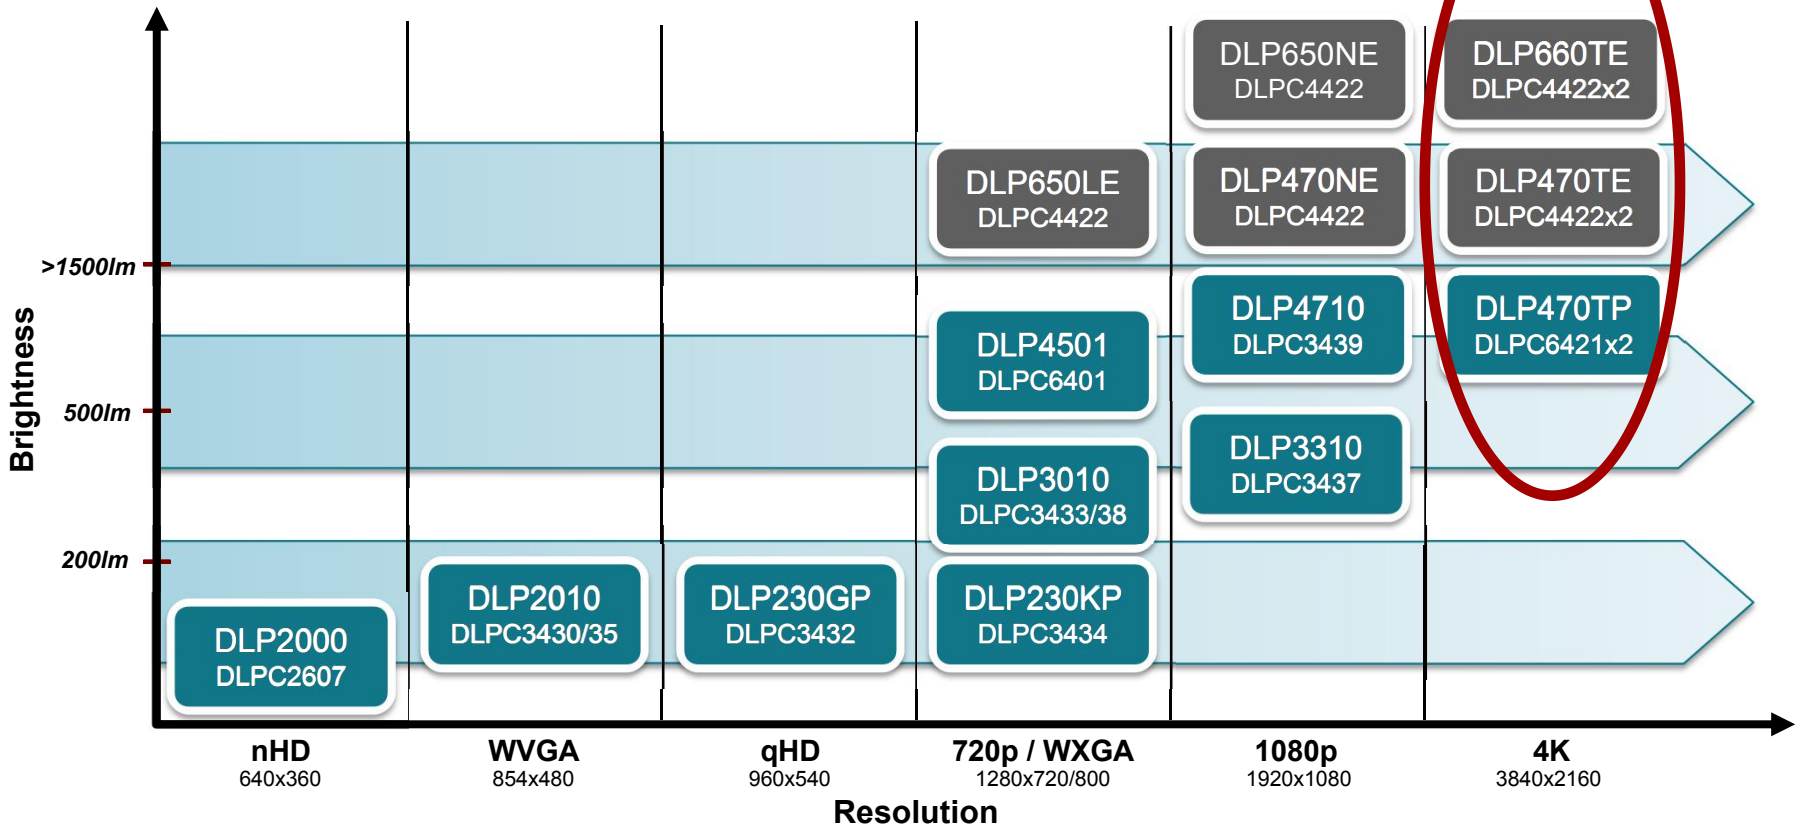 DLP650NE
DLPC4422
DLP660TE
DLPC4422x2
DLP650LE
DLPC4422
DLP470NE
DLPC4422
DLP470TE
DLPC4422x2
>1500lm
DLP4501
DLPC6401
DLP4710
DLPC3439
DLP470TP
DLPC6421x2
Brightness
500lm
DLP3010
DLPC3433/38
DLP3310
DLPC3437
200lm
DLP2000
DLPC2607
DLP2010
DLPC3430/35
DLP230GP
DLPC3432
DLP230KP
DLPC3434
nHD
640x360
WVGA
854x480
qHD
960x540
720p / WXGA
1280x720/800
1080p
1920x1080
4K
3840x2160
Resolution